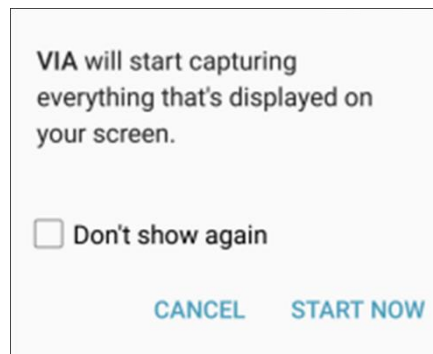 VIA will start capturing
everything that's displayed on
your screen.
Don't show again
CANCEL START NOW